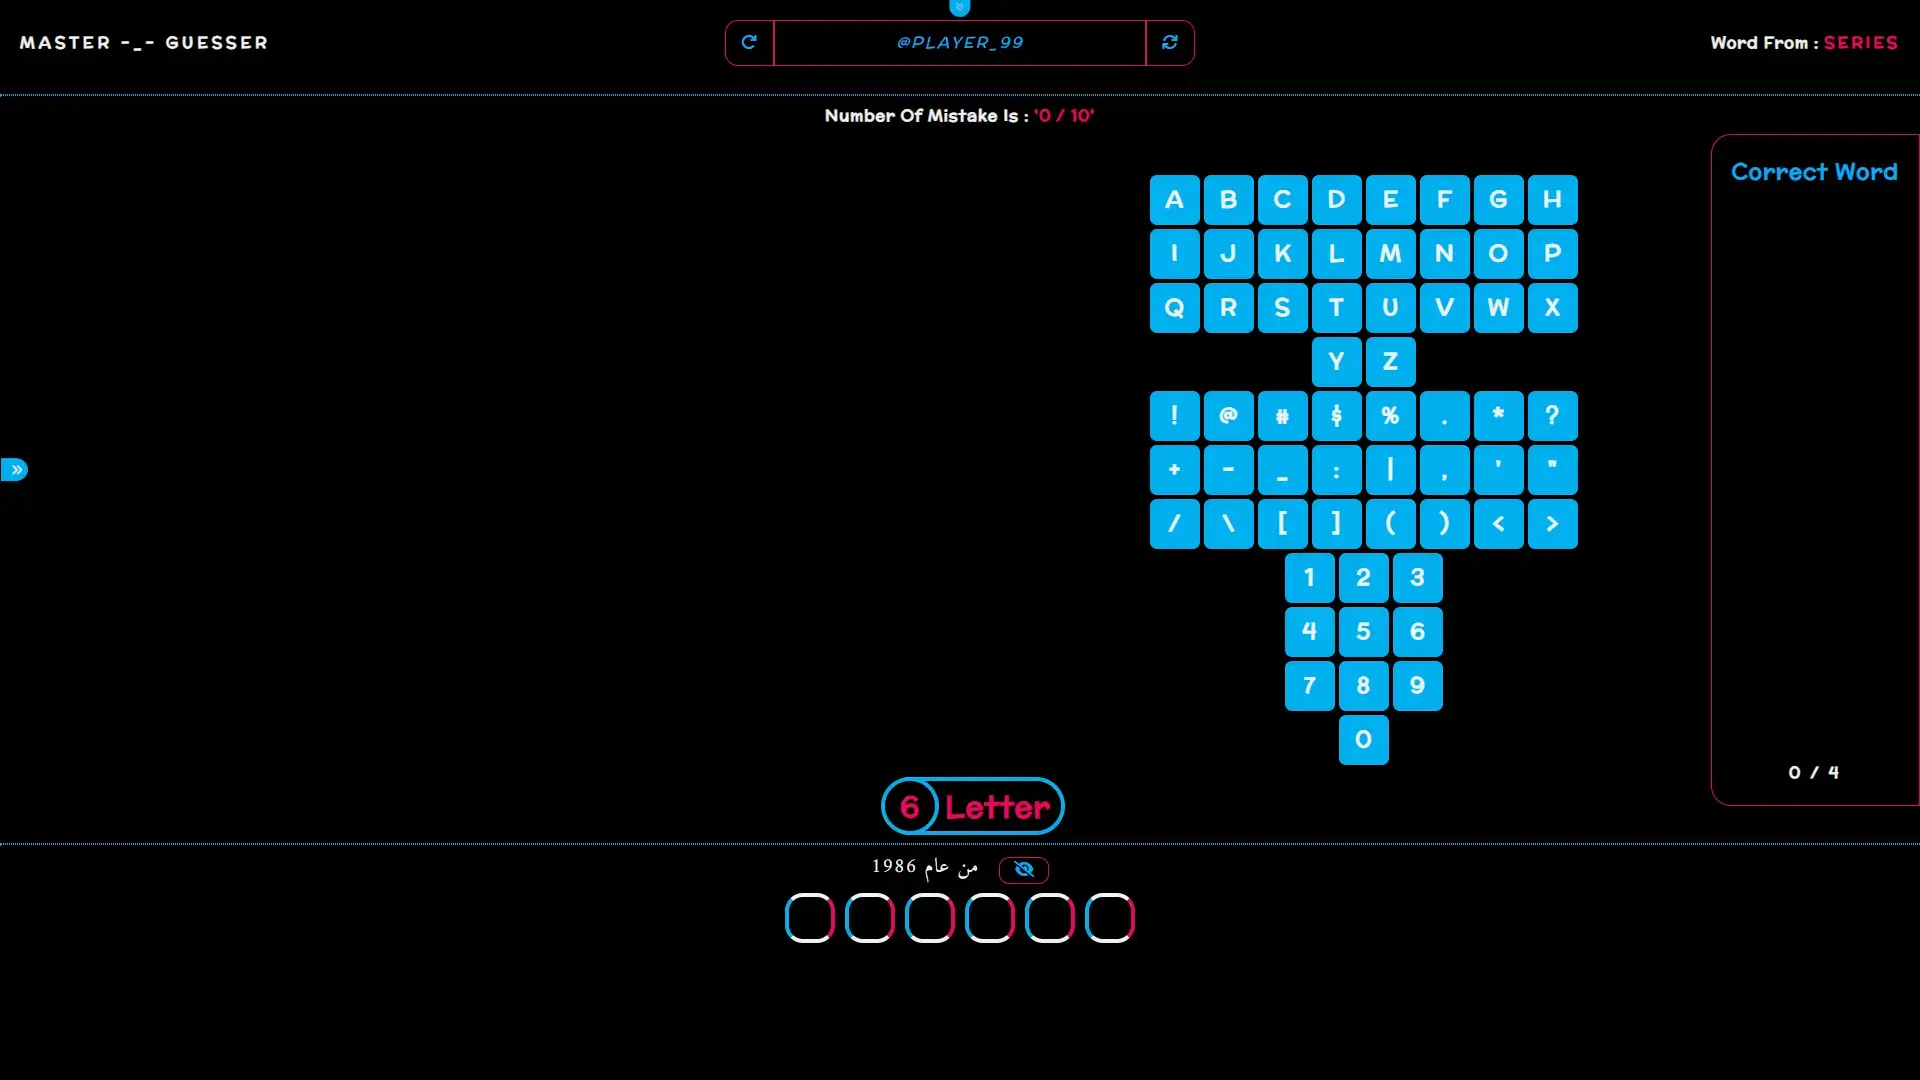 MASTER -_- GUESSER
@PLAYER_99
Word From : SERIES
Number Of Mistake Is : '0 / 10'
Correct Word
A B C D E F G H
I J K L M N O P
Q R S T U V W X
Y Z
! @ # $ % . * ?
+ - _ : | , ' "
/ \ [ ] ( ) < >
1 2 3
4 5 6
7 8 9
0
0 / 4
6 Letter
من عام 1986